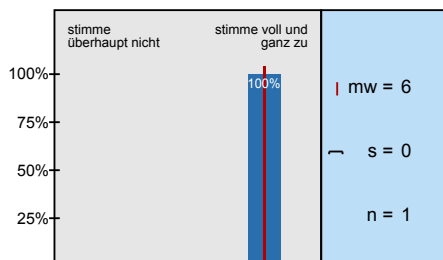 stimme stimme voll und
überhaupt nicht ganz zu
100%
100%
mw = 6
75%
50%
s = 0
25%
n = 1